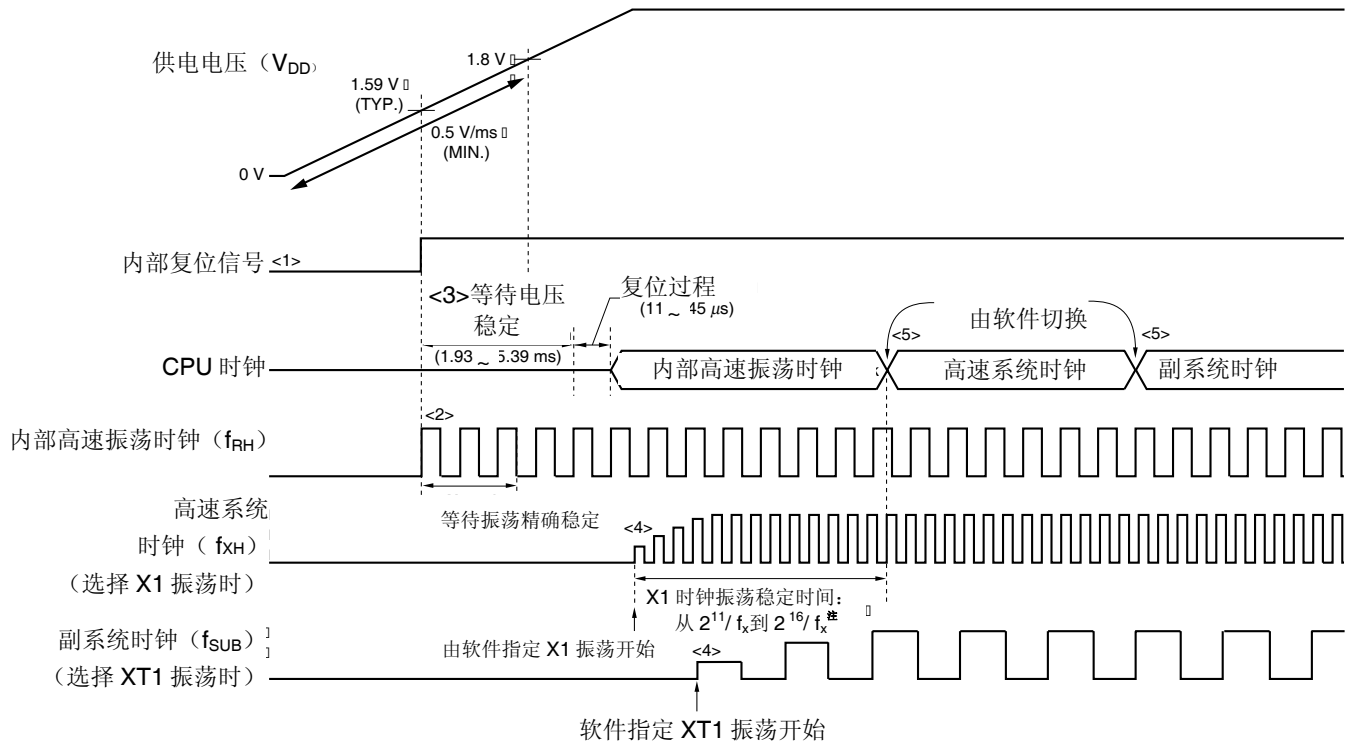 供电电压（VDD）
1.8 V
1.59 V
(TYP.)
0.5 V/ms
(MIN.)
0 V
内部复位信号 <1>
<3>等待电压
稳定
(1.93 ~ 5.39 ms)
复位过程
(11 ~ 45 μs)
由软件切换
<5>
<5>
CPU 时钟
内部高速振荡时钟
高速系统时钟
副系统时钟
<2>
内部高速振荡时钟（fRH）
等待振荡精确稳定
高速系统
时钟（ fXH）
（选择 X1 振荡时）
<4>
X1 时钟振荡稳定时间：
从 2^11/ fx到 2^16/ fx^注
由软件指定 X1 振荡开始
副系统时钟（fSUB）
（选择 XT1 振荡时）
<4>
软件指定 XT1 振荡开始